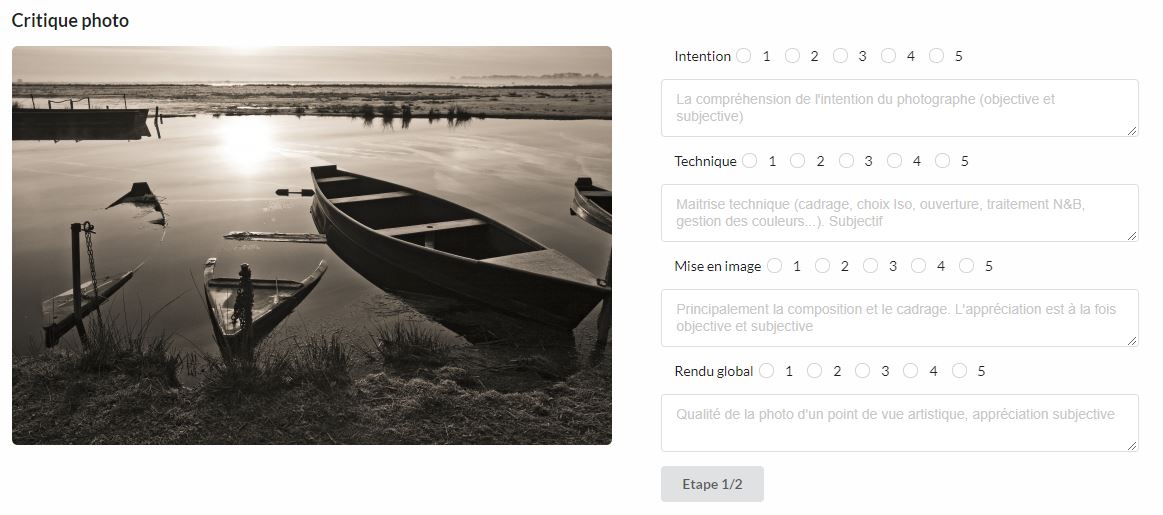 Critique photo
Intention 1 2 3 4 5
La compréhension de l'intention du photographe (objective et
subjective)
Technique 1 2 3 4 5
Maitrise technique (cadrage, choix Iso, ouverture, traitement N&B,
gestion des couleurs...). Subjectif
Mise en image 1 2 3 4 5
Principalement la composition et le cadrage. L'appréciation est à la fois
objective et subjective
Rendu global 1 2 3 4 5
Qualité de la photo d'un point de vue artistique, appréciation subjective
Etape 1/2